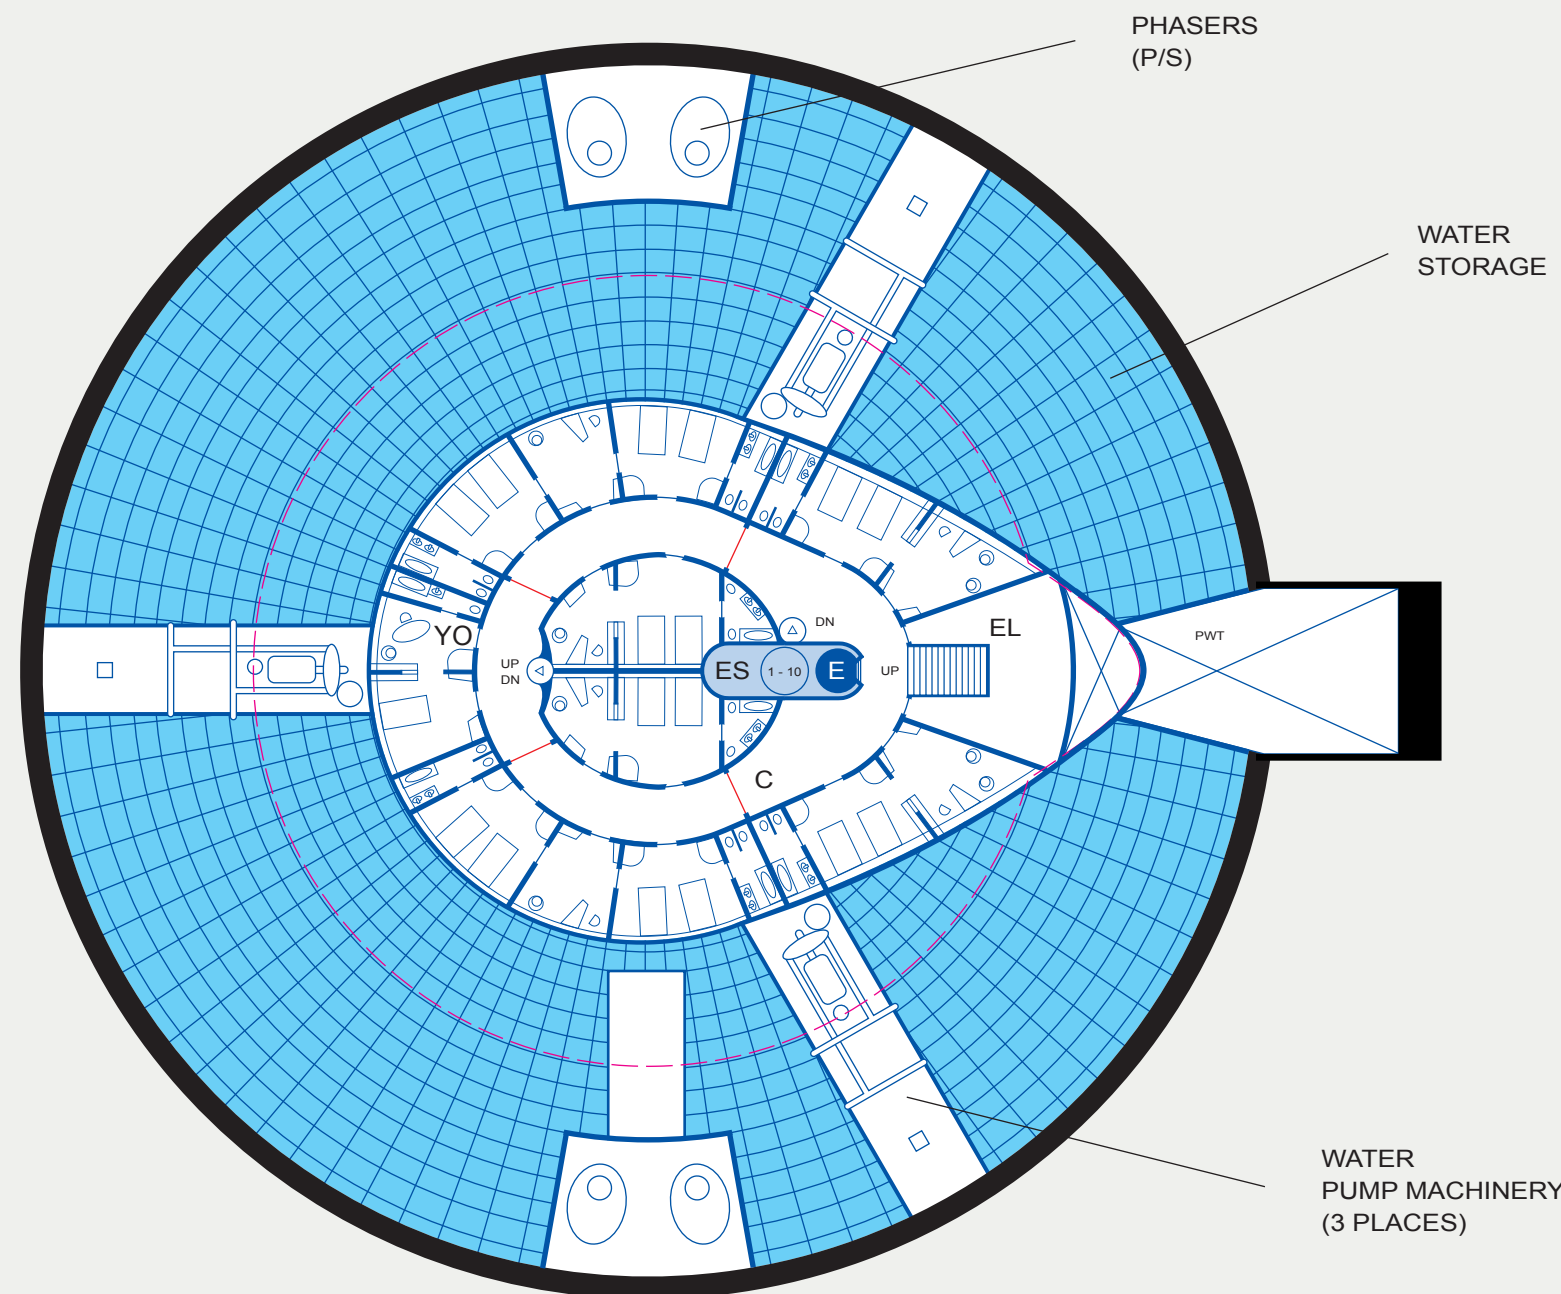 PHASERS
(P/S)
WATER
STORAGE
DN
EL
YO
PWT
UP
DN
ES
1 - 10
E
UP
C
WATER
PUMP MACHINERY
(3 PLACES)